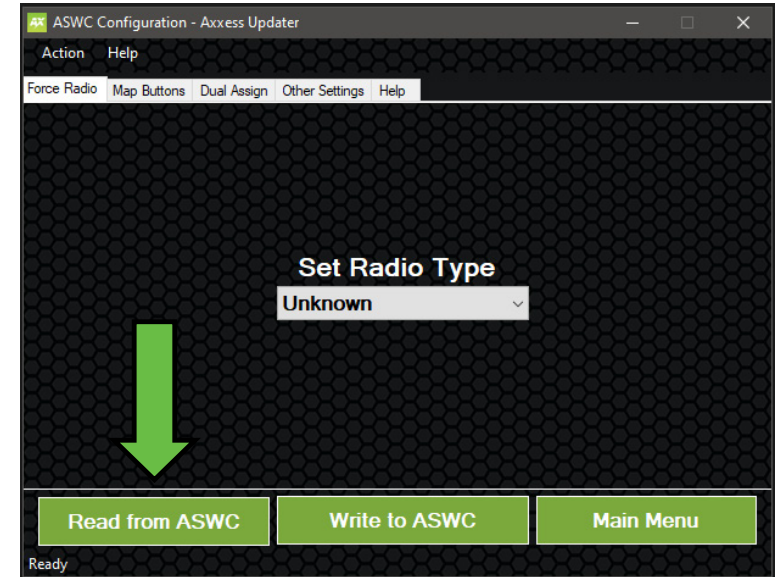 AX ASWC Configuration - Axxess Updater
Action Help
Force Radio Map Buttons Dual Assign Other Settings Help
Set Radio Type
Unknown
Read from ASWC Write to ASWC Main Menu
Ready